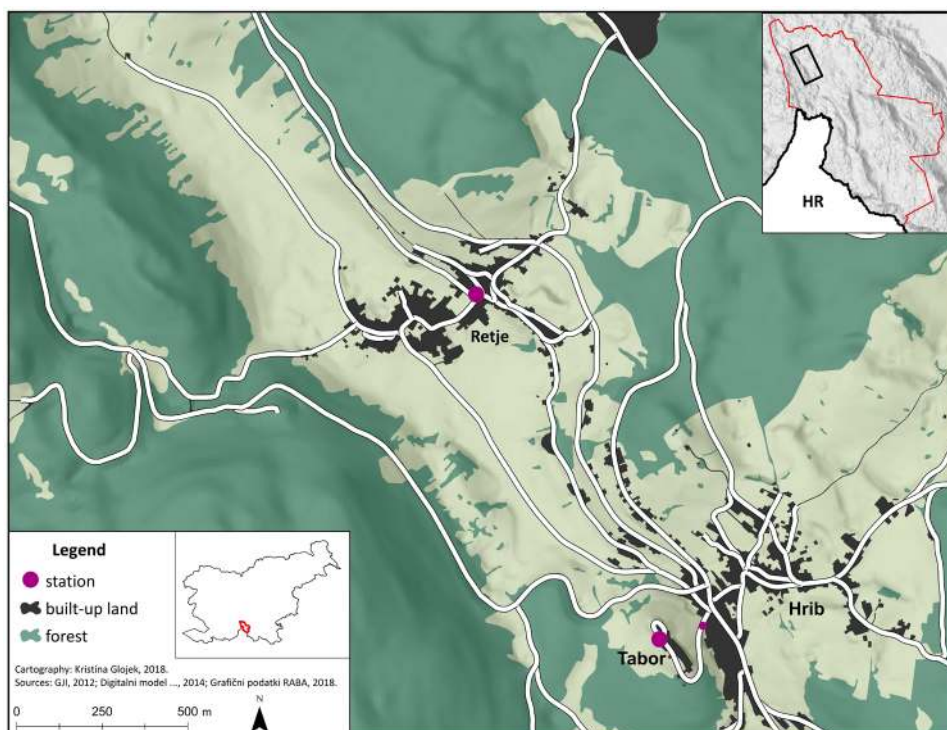 HR
Retje
Hrib
Tabor
Legend
station
built-up land
forest
Cartography: Kristina Glojek, 2018.
Sources: GJI, 2012; Digitalni model ..., 2014; Grafični podatki RABA, 2018.
N
0 250 500 m